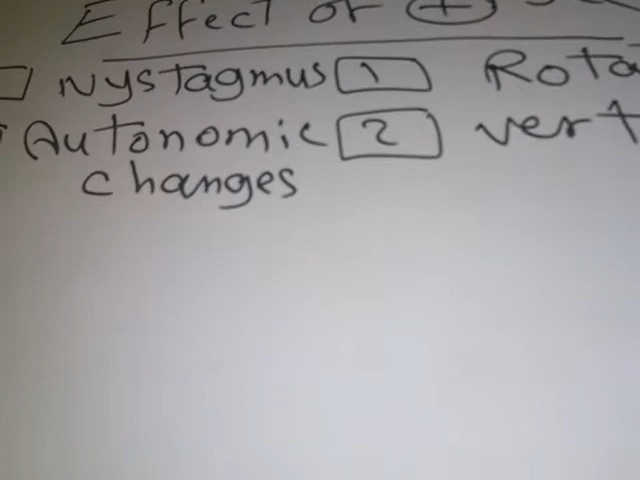 Effect of +
Nystagmus 1 Rota
Autonomic 2 vert
changes